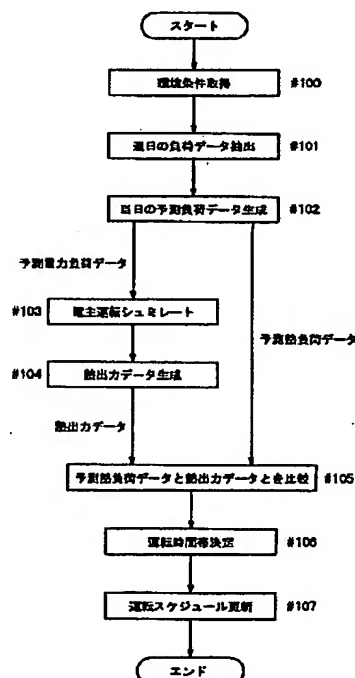 スタート
環境条件取得 #100
過日の負荷データ抽出 #101
当日の予測負荷データ生成 #102
予測電力負荷データ
#103 電主運転シュミレート
予測熱負荷データ
#104 熱出力データ生成
熱出力データ
予測熱負荷データと熱出力データとを比較 #105
運転時間帯決定 #106
運転スケジュール更新 #107
エンド